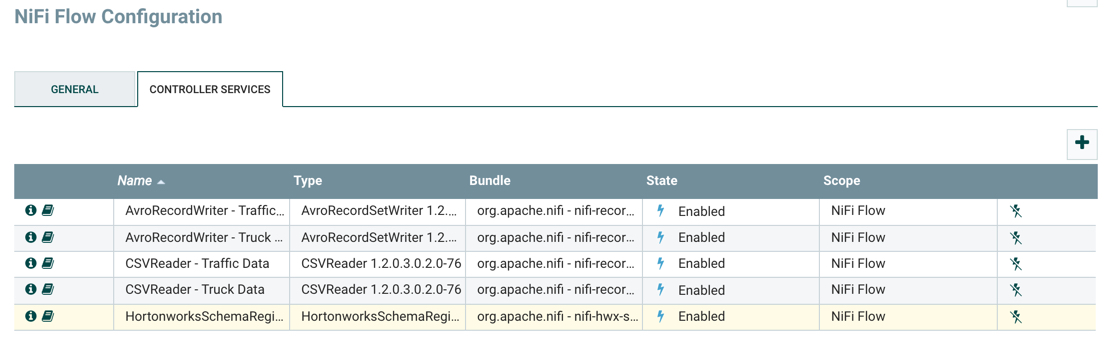 NiFi Flow Configuration
GENERAL CONTROLLER SERVICES
Name Type Bundle State Scope
AvroRecordWriter - Traffic... AvroRecordSetWriter 1.2.... org.apache.nifi - nifi-recor... Enabled NiFi Flow
AvroRecordWriter - Truck ... AvroRecordSetWriter 1.2.... org.apache.nifi - nifi-recor... Enabled NiFi Flow
CSVReader - Traffic Data CSVReader 1.2.0.3.0.2.0-76 org.apache.nifi - nifi-recor... Enabled NiFi Flow
CSVReader - Truck Data CSVReader 1.2.0.3.0.2.0-76 org.apache.nifi - nifi-recor... Enabled NiFi Flow
HortonworksSchemaRegi... HortonworksSchemaRegi... org.apache.nifi - nifi-hwx-s... Enabled NiFi Flow